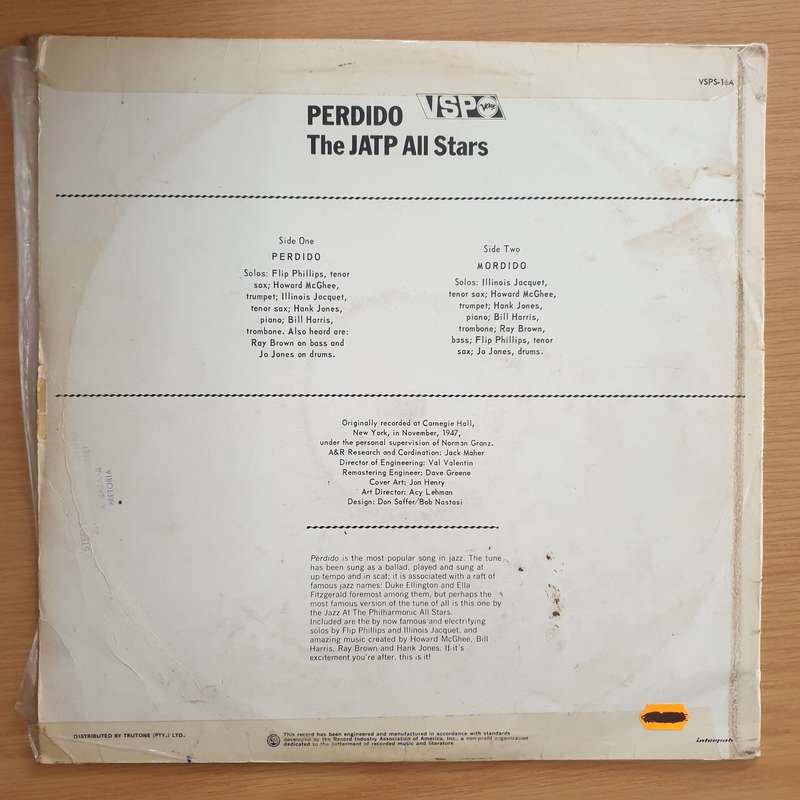 VSPS-16A
PERDIDO VSP Verve
The JATP All Stars
Side One
PERDIDO
Solos: Flip Phillips, tenor
sax; Howard McGhee,
trumpet; Illinois Jacquet,
tenor sax; Hank Jones,
piano; Bill Harris,
trombone. Also heard are:
Ray Brown on bass and
Jo Jones on drums.
Side Two
MORDIDO
Solos: Illinois Jacquet,
tenor sax; Howard McGhee,
trumpet; Hank Jones,
piano; Bill Harris,
trombone; Ray Brown,
bass; Flip Phillips, tenor
sax; Jo Jones, drums.
Originally recorded at Carnegie Hall,
New York, in November, 1947,
under the personal supervision of Norman Granz.
A&R Research and Cordination: Jack Maher
Director of Engineering: Val Valentin
Remastering Engineer: Dave Greene
Cover Art: Jon Henry
Art Director: Acy Lehman
Design: Don Saffer/Bob Nastasi
PRETORIA
Perdido is the most popular song in jazz. The tune
has been sung as a ballad, played and sung at
up tempo and in scat; it is associated with a raft of
famous jazz names: Duke Ellington and Ella
Fitzgerald foremost among them, but perhaps the
most famous version of the tune of all is this one by
the Jazz At The Philharmonic All Stars.
Included are the by now famous and electrifying
solos by Flip Phillips and Illinois Jacquet, and
amazing music created by Howard McGhee, Bill
Harris, Ray Brown and Hank Jones. If it's
excitement you're after, this is it!
DISTRIBUTED BY TRUTONE (PTY.) LTD.
This record has been engineered and manufactured in accordance with standards
developed by the Record Industry Association of America, Inc., a non-profit organization
dedicated to the betterment of recorded music and literature.
interpak